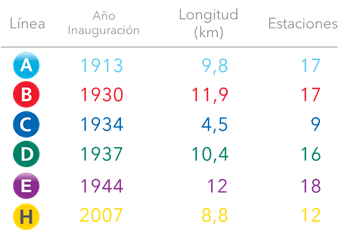 Línea Año Inauguración Longitud (km) Estaciones
A 1913 9,8 17
B 1930 11,9 17
C 1934 4,5 9
D 1937 10,4 16
E 1944 12 18
H 2007 8,8 12